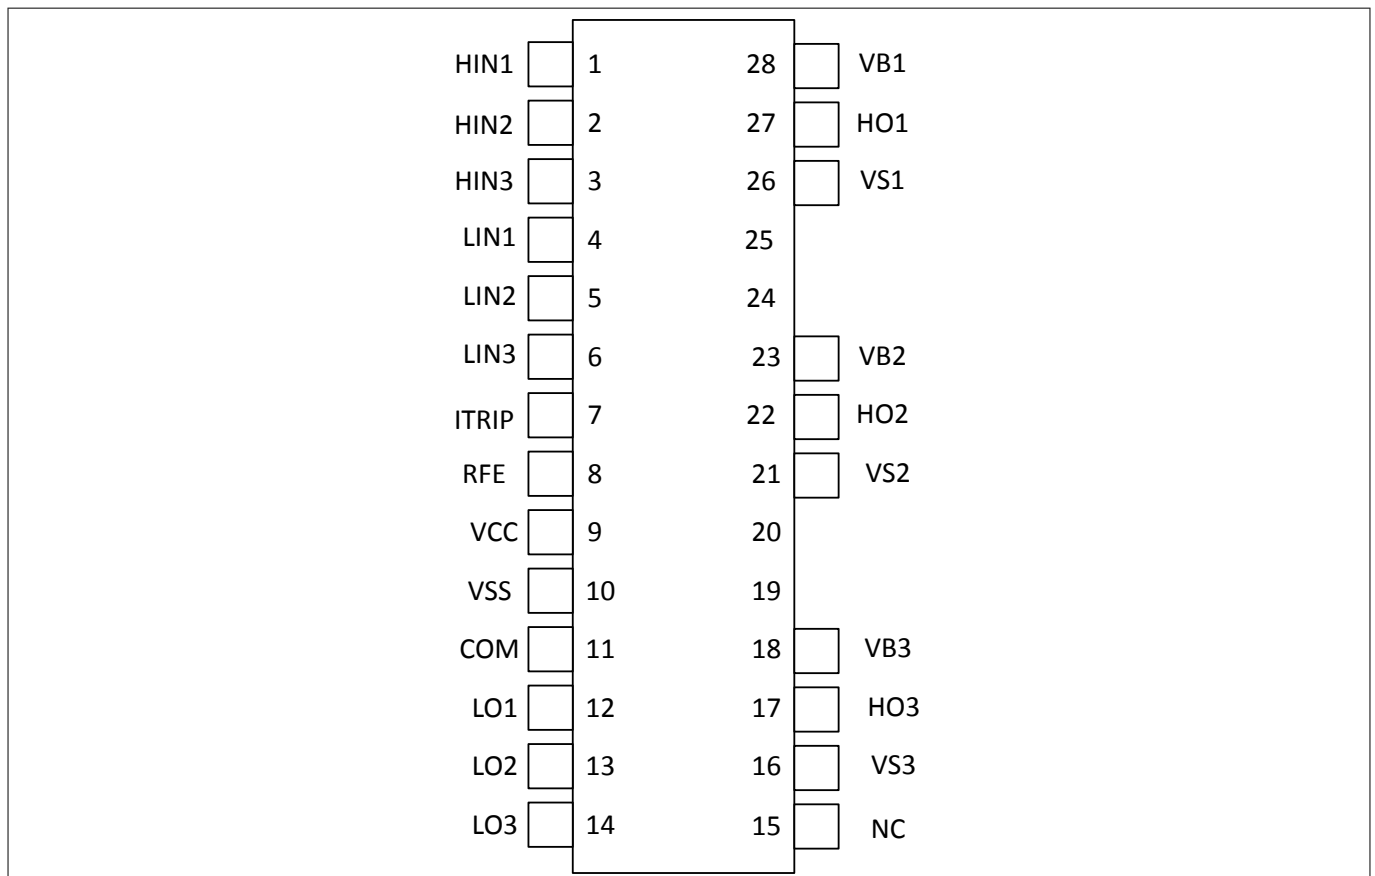 HIN1 1 28 VB1
HIN2 2 27 HO1
HIN3 3 26 VS1
LIN1 4 25
LIN2 5 24
LIN3 6 23 VB2
ITRIP 7 22 HO2
RFE 8 21 VS2
VCC 9 20
VSS 10 19
COM 11 18 VB3
LO1 12 17 HO3
LO2 13 16 VS3
LO3 14 15 NC